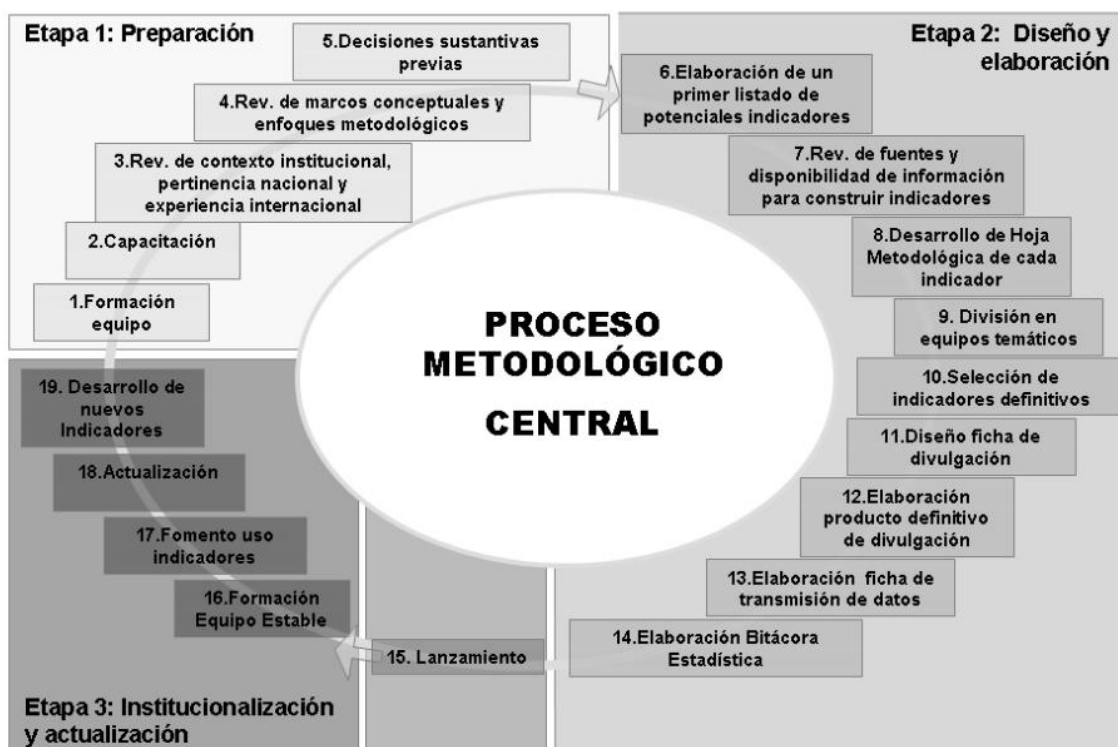 Etapa 1: Preparación
5.Decisiones sustantivas
previas
4.Rev. de marcos conceptuales y
enfoques metodológicos
3.Rev. de contexto institucional,
pertinencia nacional y
experiencia internacional
2.Capacitación
1.Formación
equipo
Etapa 2: Diseño y
elaboración
6.Elaboración de un
primer listado de
potenciales indicadores
7.Rev. de fuentes y
disponibilidad de información
para construir indicadores
8.Desarrollo de Hoja
Metodológica de cada
indicador
9. División en
equipos temáticos
10.Selección de
indicadores definitivos
11.Diseño ficha de
divulgación
12.Elaboración
producto definitivo
de divulgación
13.Elaboración ficha de
transmisión de datos
14.Elaboración Bitácora
Estadística
PROCESO
METODOLÓGICO
CENTRAL
15. Lanzamiento
19. Desarrollo de
nuevos
Indicadores
18.Actualización
17.Fomento uso
indicadores
16.Formación
Equipo Estable
Etapa 3: Institucionalización
y actualización